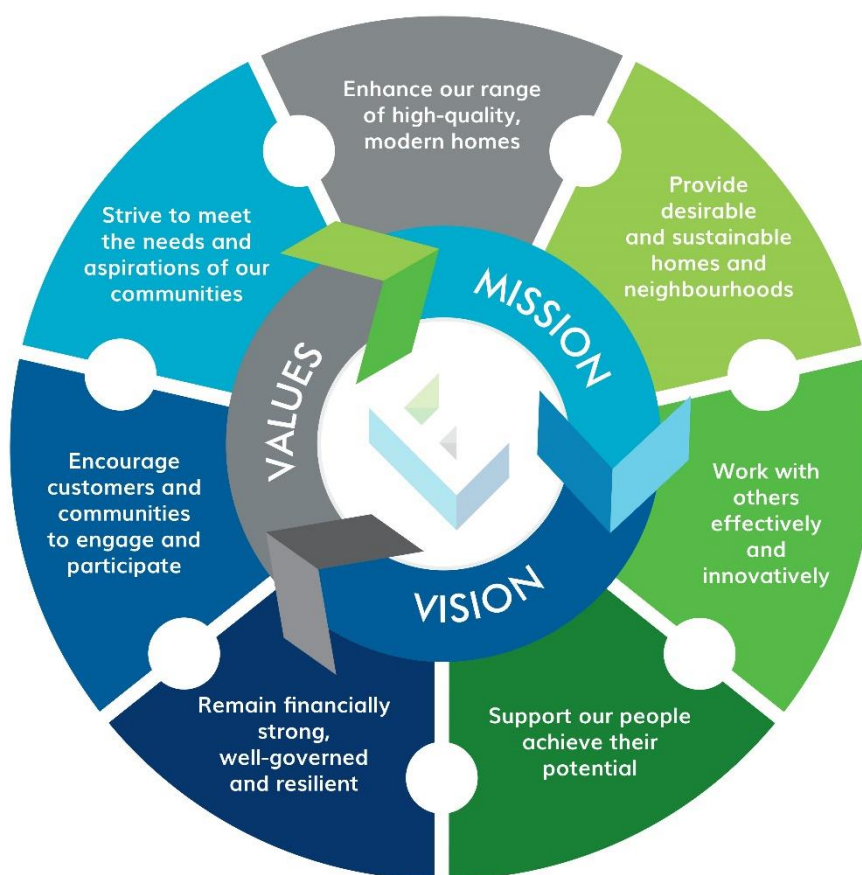 Enhance our range
of high-quality,
modern homes
Provide
desirable
and sustainable
homes and
neighbourhoods
Work with
others
effectively
and
innovatively
Support our people
achieve their
potential
Remain financially
strong,
well-governed
and resilient
Encourage
customers and
communities
to engage and
participate
Strive to meet
the needs and
aspirations of our
communities
MISSION
VISION
VALUES